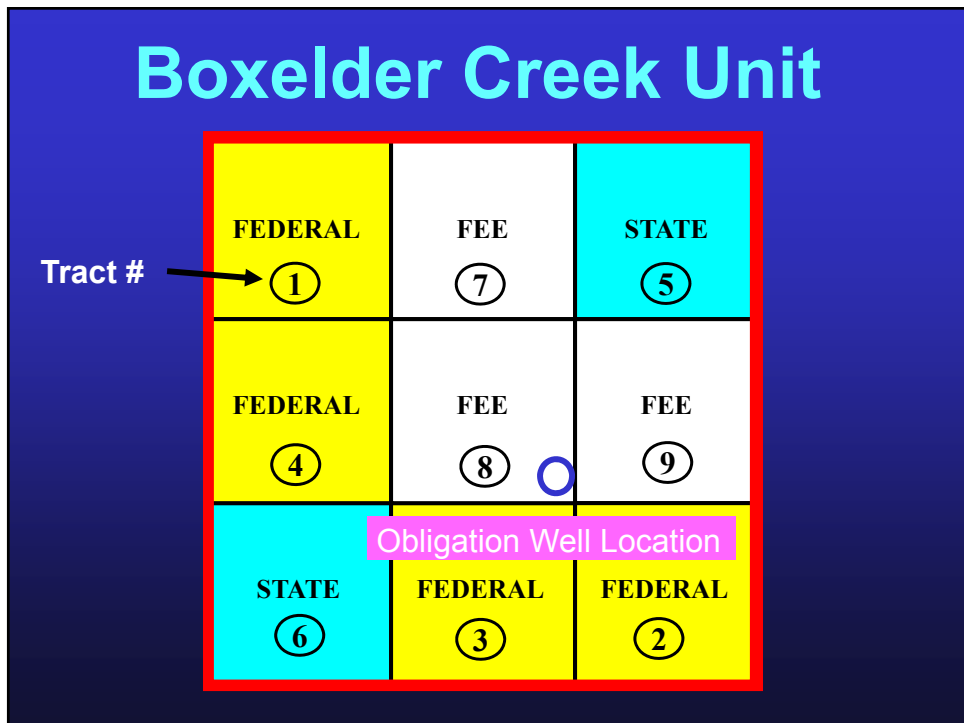 Boxelder Creek Unit
FEDERAL FEE STATE
Tract # 1 7 5
FEDERAL FEE FEE
4 8 9
Obligation Well Location
STATE FEDERAL FEDERAL
6 3 2